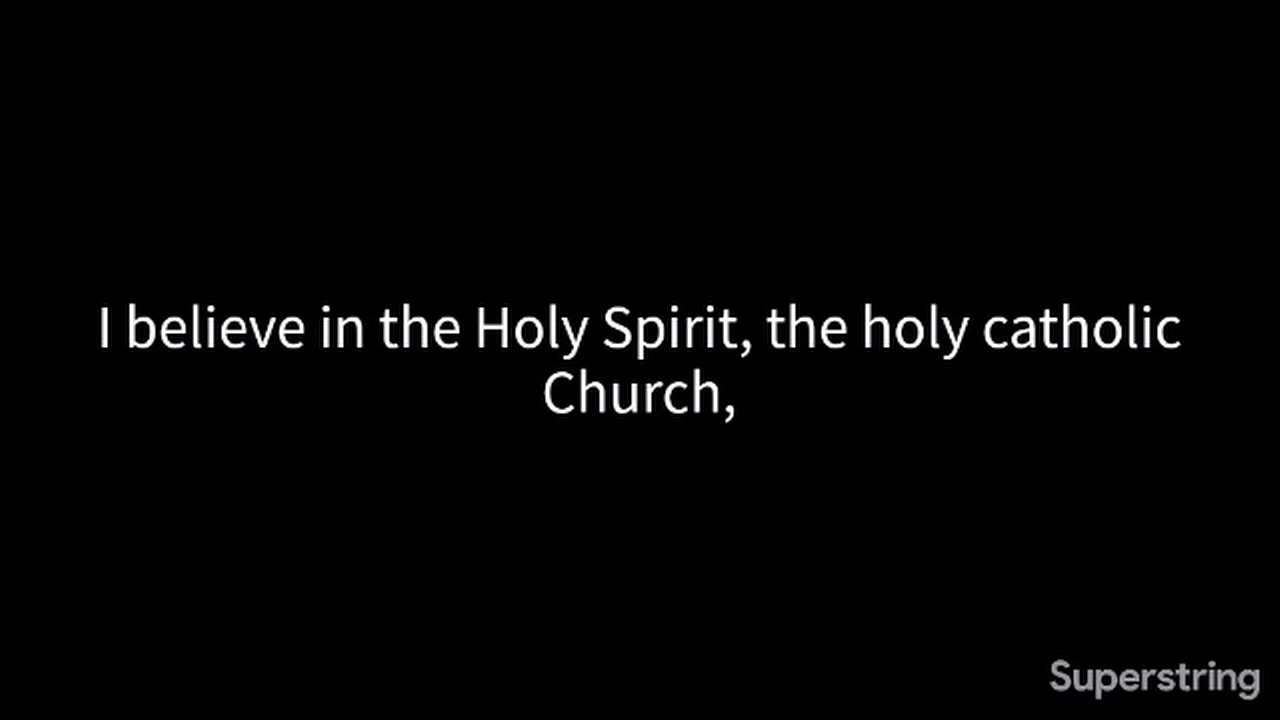 I believe in the Holy Spirit, the holy catholic
Church,
Superstring